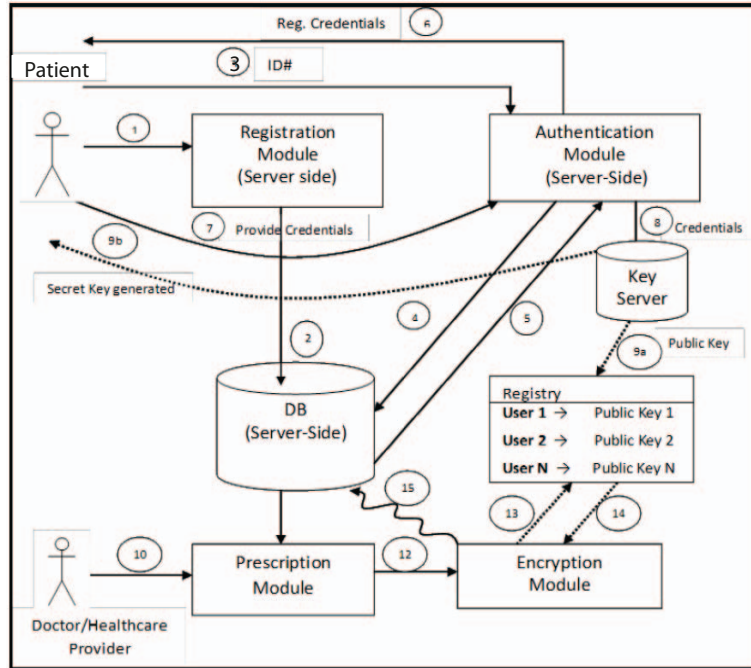 Reg. Credentials
6
Patient
3
ID#
1
Registration
Module
(Server side)
Authentication
Module
(Server-Side)
7
Provide Credentials
8
Credentials
9b
Secret Key generated
Key
Server
4
5
2
9a
Public Key
DB
(Server-Side)
Registry
User 1 → Public Key 1
User 2 → Public Key 2
User N → Public Key N
15
13
14
10
Prescription
Module
12
Encryption
Module
Doctor/Healthcare
Provider